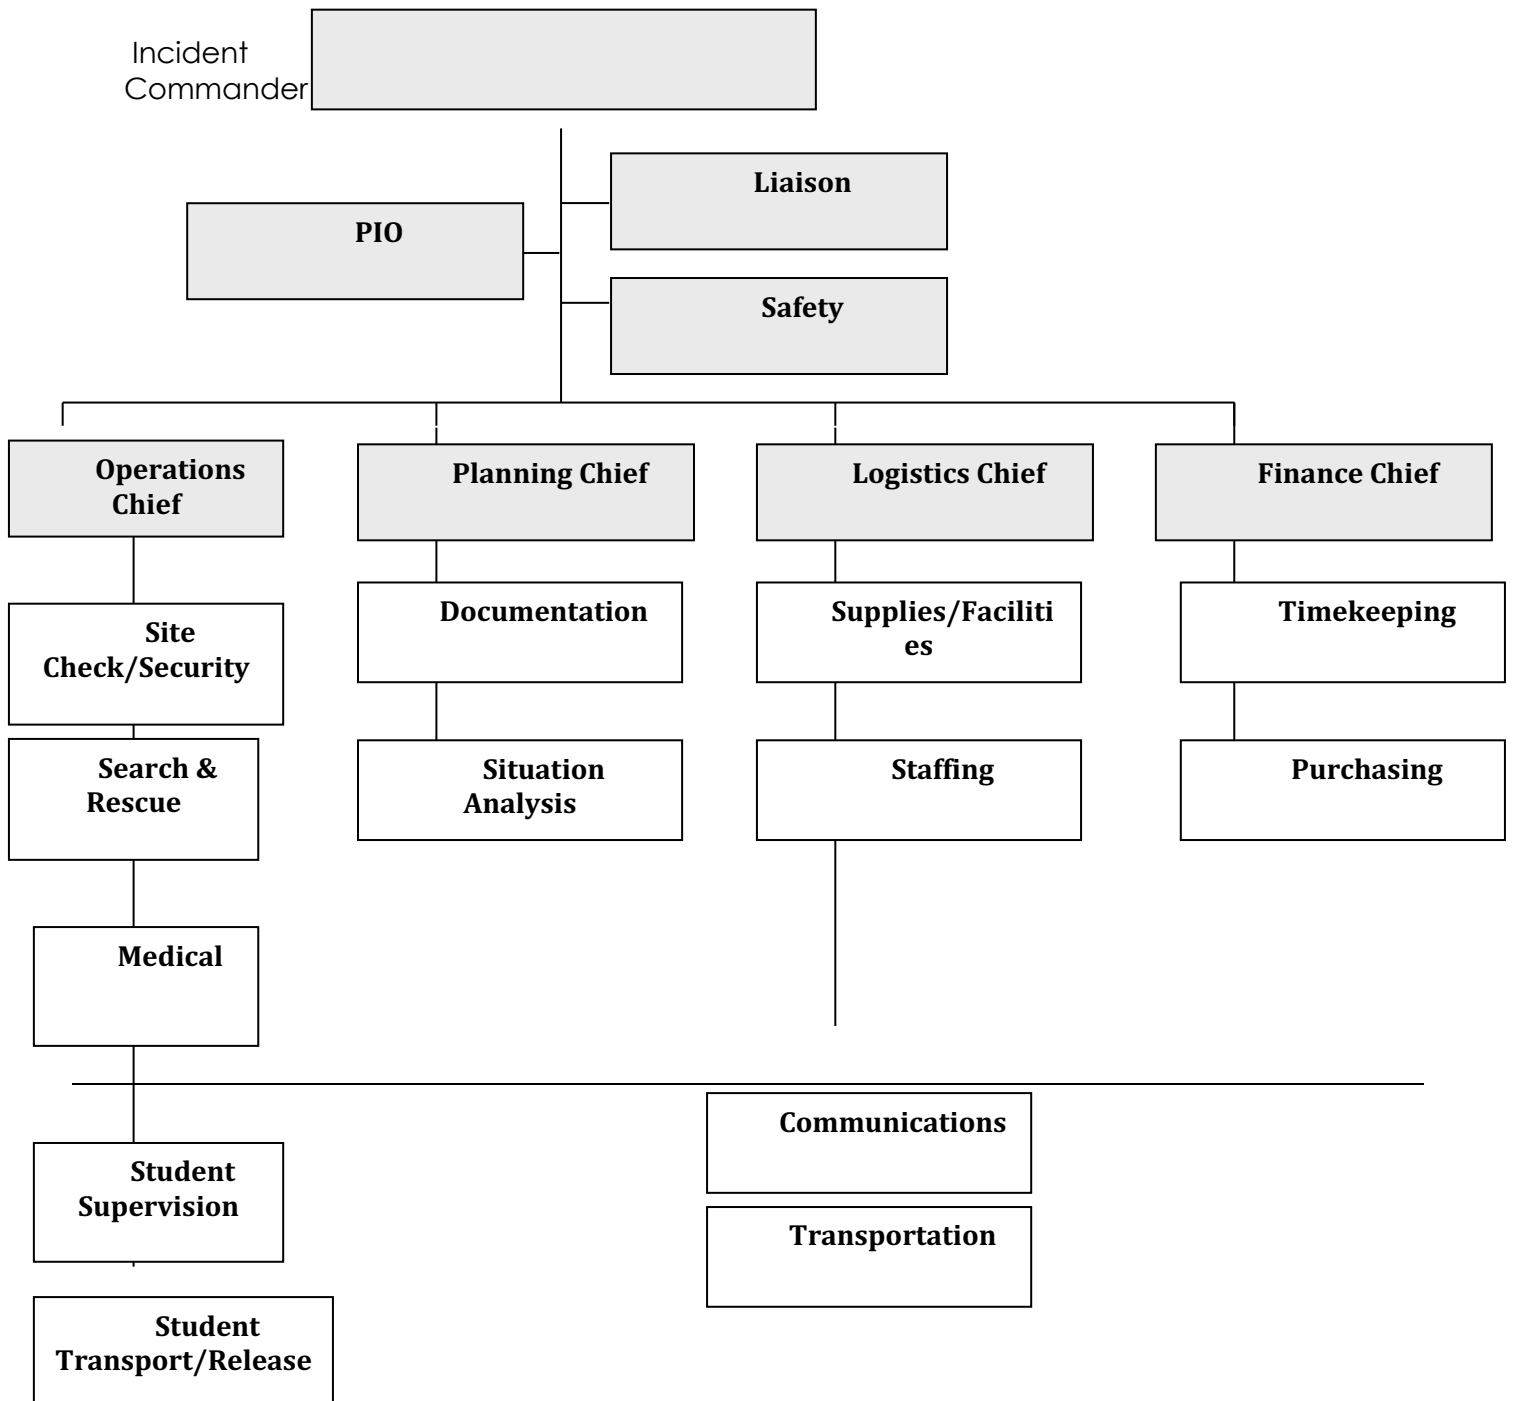 Incident
Commander
Liaison
PIO
Safety
Operations
Chief
Planning Chief
Logistics Chief
Finance Chief
Site
Check/Security
Documentation
Supplies/Faciliti
es
Timekeeping
Search &
Rescue
Situation
Analysis
Staffing
Purchasing
Medical
Communications
Student
Supervision
Transportation
Student
Transport/Release